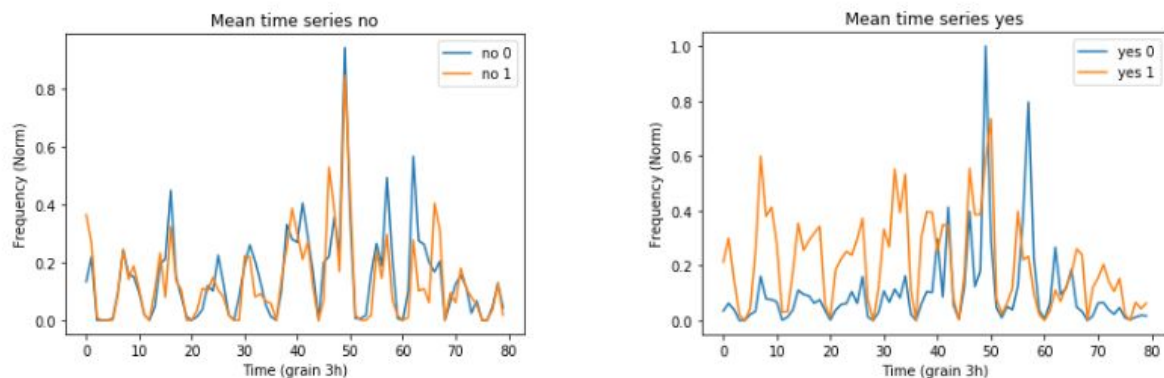 Mean time series no
no 0
no 1
Frequency (Norm)
0.8
0.6
0.4
0.2
0.0
0 10 20 30 40 50 60 70 80
Time (grain 3h)
Mean time series yes
yes 0
yes 1
Frequency (Norm)
1.0
0.8
0.6
0.4
0.2
0.0
0 10 20 30 40 50 60 70 80
Time (grain 3h)